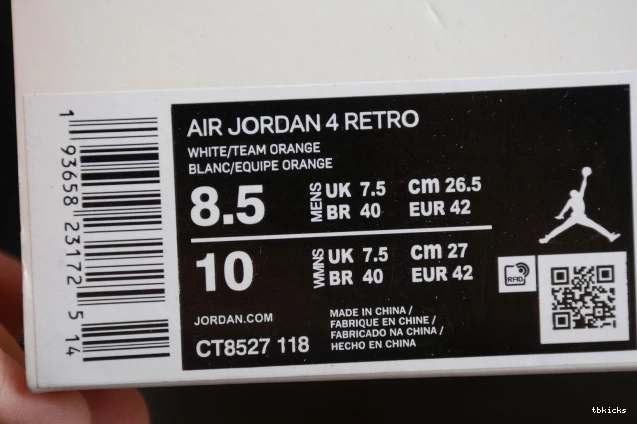 AIR JORDAN 4 RETRO
WHITE/TEAM ORANGE
BLANC/EQUIPE ORANGE
8.5 MENS UK 7.5 cm 26.5
BR 40 EUR 42
10 WMNS UK 7.5 cm 27
BR 40 EUR 42
JORDAN.COM
CT8527 118
MADE IN CHINA /
FABRIQUE EN CHINE /
FABRICADO NA CHINA /
HECHO EN CHINA
RFID
1 93658 23172 5 14
tbkicks